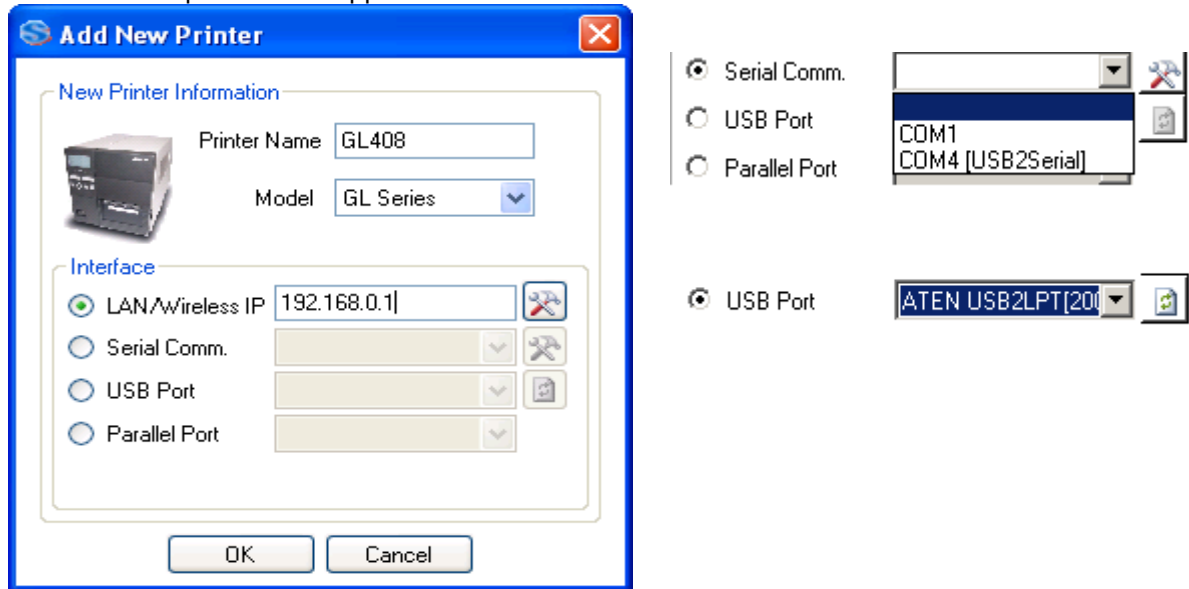 Add New Printer
New Printer Information
Printer Name GL408
Model GL Series
Interface
LAN/Wireless IP 192.168.0.1
Serial Comm.
USB Port
Parallel Port
OK Cancel
Serial Comm.
USB Port
Parallel Port
COM1
COM4 [USB2Serial]
USB Port ATEN USB2LPT[20